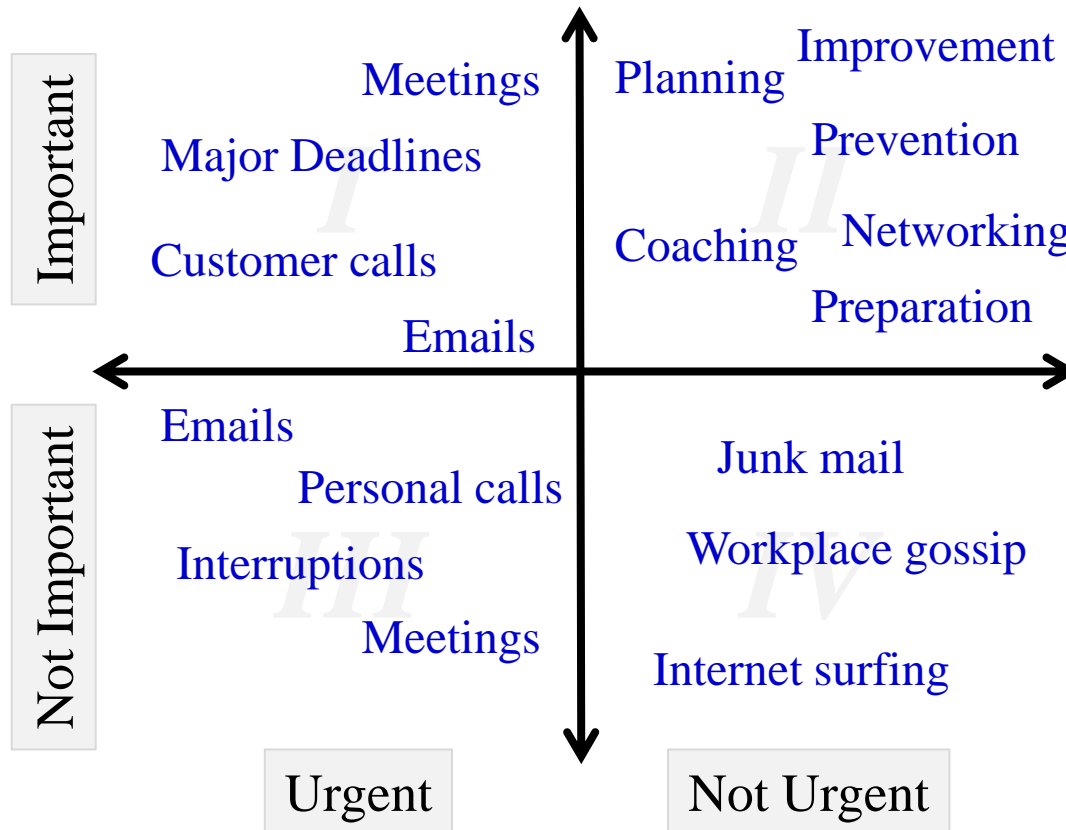 Important
Meetings
Major Deadlines
I
Customer calls
Emails
Planning
Improvement
Prevention
II
Coaching
Networking
Preparation
Not Important
Emails
Personal calls
Interruptions
III
Meetings
Junk mail
Workplace gossip
IV
Internet surfing
Urgent
Not Urgent